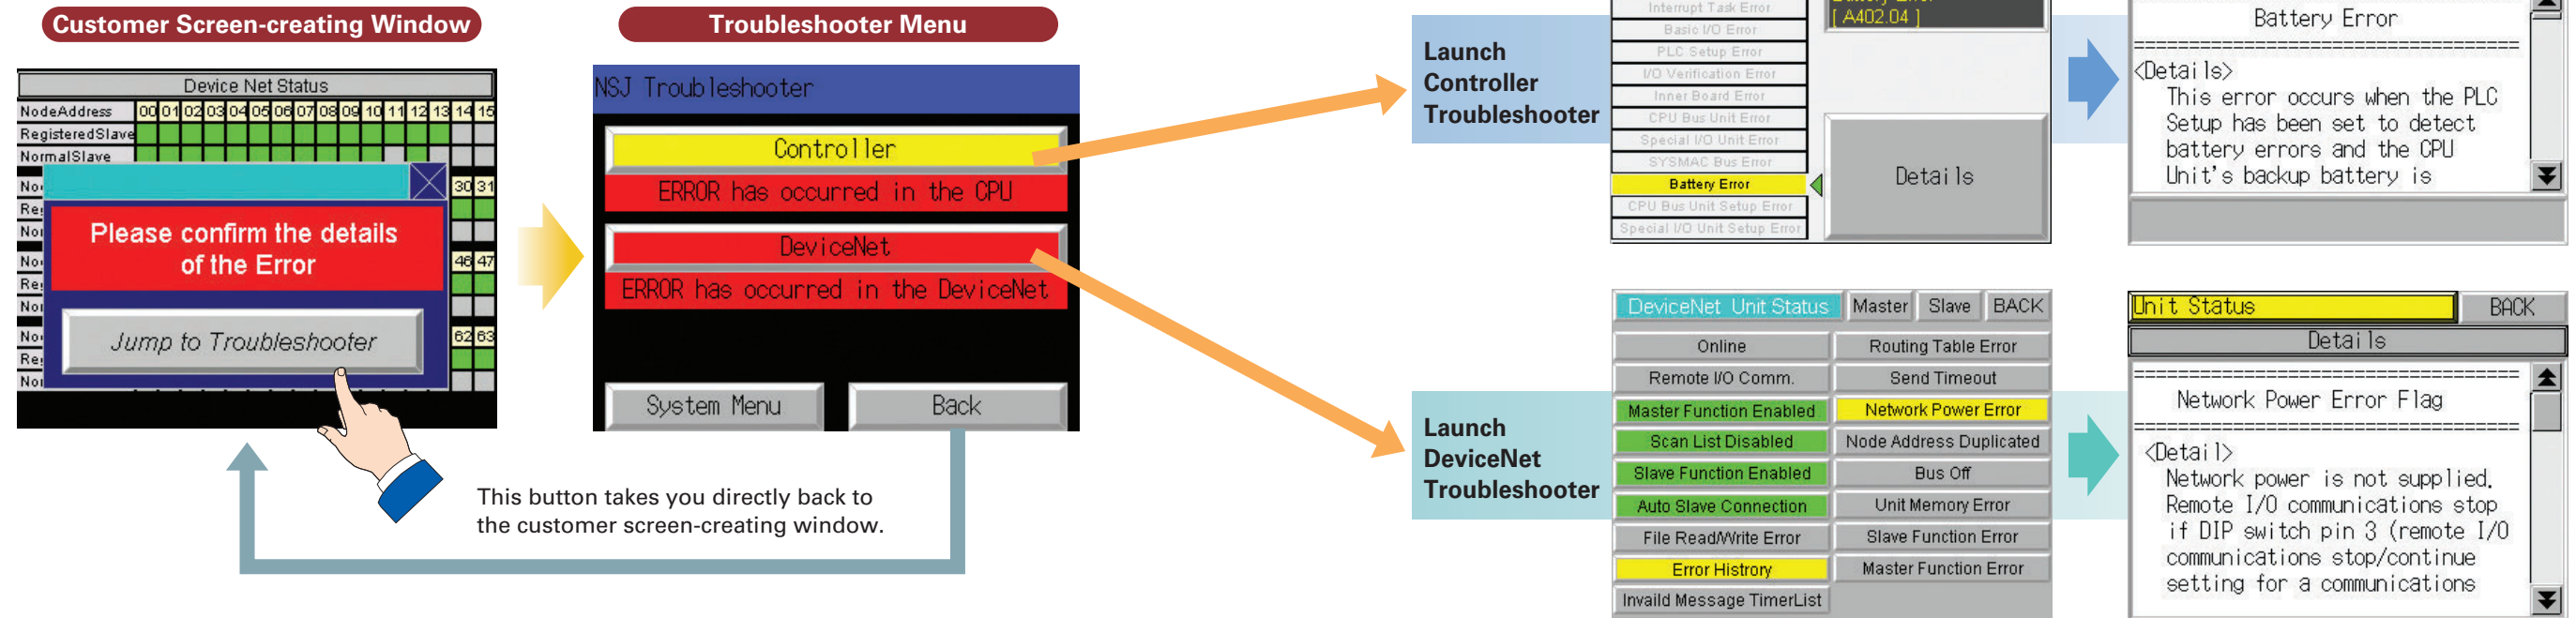 Customer Screen-creating Window
Device Net Status
NodeAddress 00 01 02 03 04 05 06 07 08 09 10 11 12 13 14 15
RegisteredSlave
NormalSlave
30 31
46 47
62 63
Please confirm the details
of the Error
Jump to Troubleshooter
This button takes you directly back to
the customer screen-creating window.
Troubleshooter Menu
NSJ Troubleshooter
Controller
ERROR has occurred in the CPU
DeviceNet
ERROR has occurred in the DeviceNet
System Menu
Back
Launch
Controller
Troubleshooter
Interrupt Task Error
Basic I/O Error
PLC Setup Error
I/O Verification Error
Inner Board Error
CPU Bus Unit Error
Special I/O Unit Error
SYSMAC Bus Error
Battery Error
CPU Bus Unit Setup Error
Special I/O Unit Setup Error
Battery Error
[ A402.04 ]
Details
Battery Error
<Details>
This error occurs when the PLC
Setup has been set to detect
battery errors and the CPU
Unit's backup battery is
Launch
DeviceNet
Troubleshooter
DeviceNet Unit Status Master Slave BACK
Online Routing Table Error
Remote I/O Comm. Send Timeout
Master Function Enabled Network Power Error
Scan List Disabled Node Address Duplicated
Slave Function Enabled Bus Off
Auto Slave Connection Unit Memory Error
File Read/Write Error Slave Function Error
Error Histrory Master Function Error
Invaild Message TimerList
Unit Status BACK
Details
Network Power Error Flag
<Detail>
Network power is not supplied.
Remote I/O communications stop
if DIP switch pin 3 (remote I/O
communications stop/continue
setting for a communications